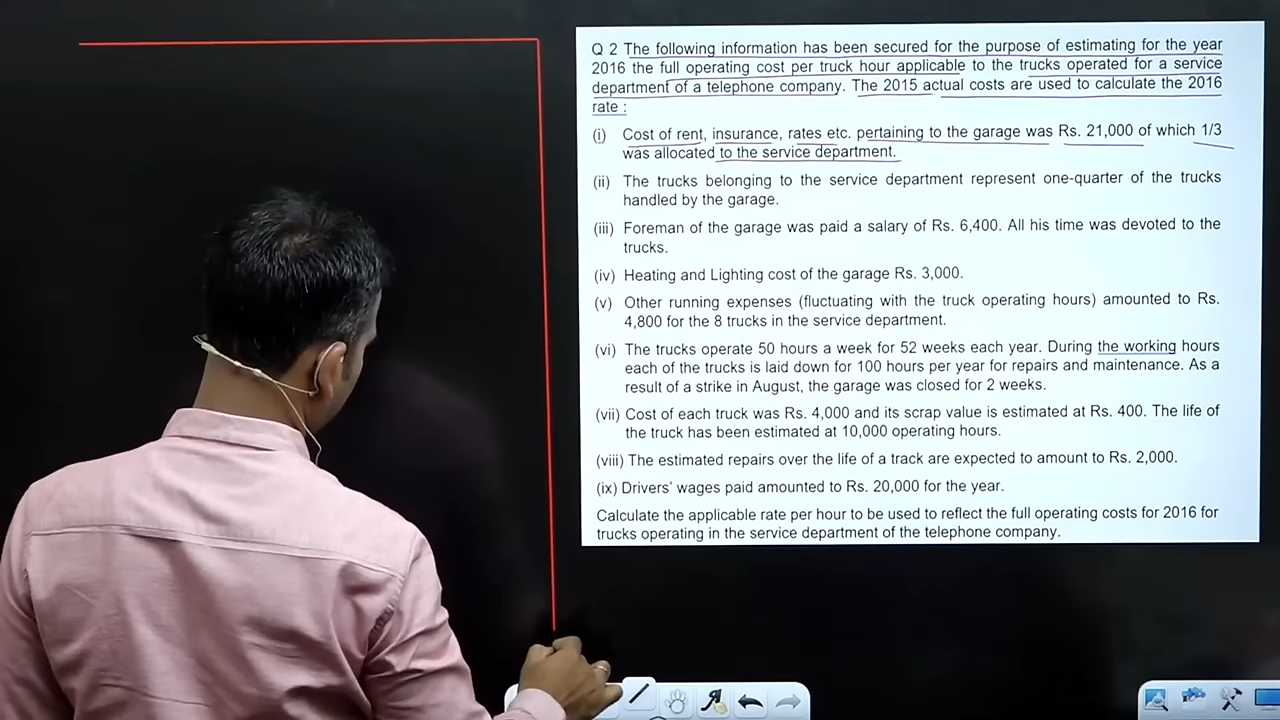 Q 2 The following information has been secured for the purpose of estimating for the year
2016 the full operating cost per truck hour applicable to the trucks operated for a service
department of a telephone company. The 2015 actual costs are used to calculate the 2016
rate :
(i) Cost of rent, insurance, rates etc. pertaining to the garage was Rs. 21,000 of which 1/3
was allocated to the service department.
(ii) The trucks belonging to the service department represent one-quarter of the trucks
handled by the garage.
(iii) Foreman of the garage was paid a salary of Rs. 6,400. All his time was devoted to the
trucks.
(iv) Heating and Lighting cost of the garage Rs. 3,000.
(v) Other running expenses (fluctuating with the truck operating hours) amounted to Rs.
4,800 for the 8 trucks in the service department.
(vi) The trucks operate 50 hours a week for 52 weeks each year. During the working hours
each of the trucks is laid down for 100 hours per year for repairs and maintenance. As a
result of a strike in August, the garage was closed for 2 weeks.
(vii) Cost of each truck was Rs. 4,000 and its scrap value is estimated at Rs. 400. The life of
the truck has been estimated at 10,000 operating hours.
(viii) The estimated repairs over the life of a track are expected to amount to Rs. 2,000.
(ix) Drivers' wages paid amounted to Rs. 20,000 for the year.
Calculate the applicable rate per hour to be used to reflect the full operating costs for 2016 for
trucks operating in the service department of the telephone company.